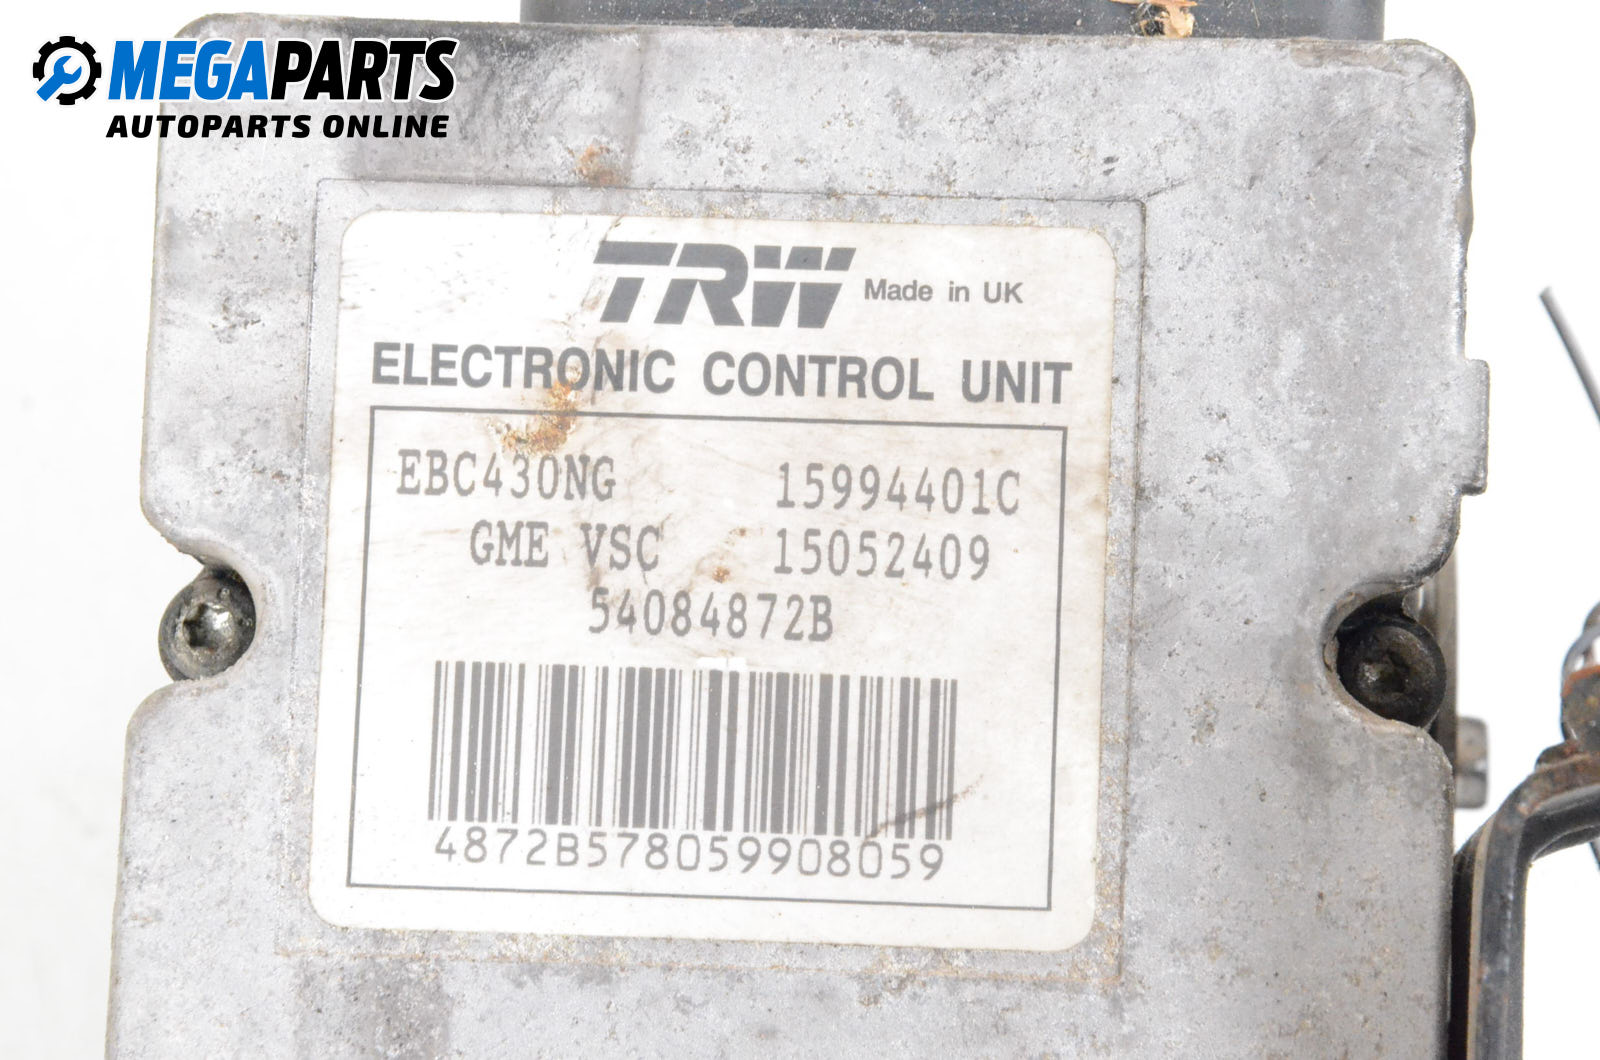 MEGAPARTS
AUTOPARTS ONLINE
TRW Made in UK
ELECTRONIC CONTROL UNIT
EBC430NG 15994401C
GME VSC 15052409
54084872B
4872B578059908059